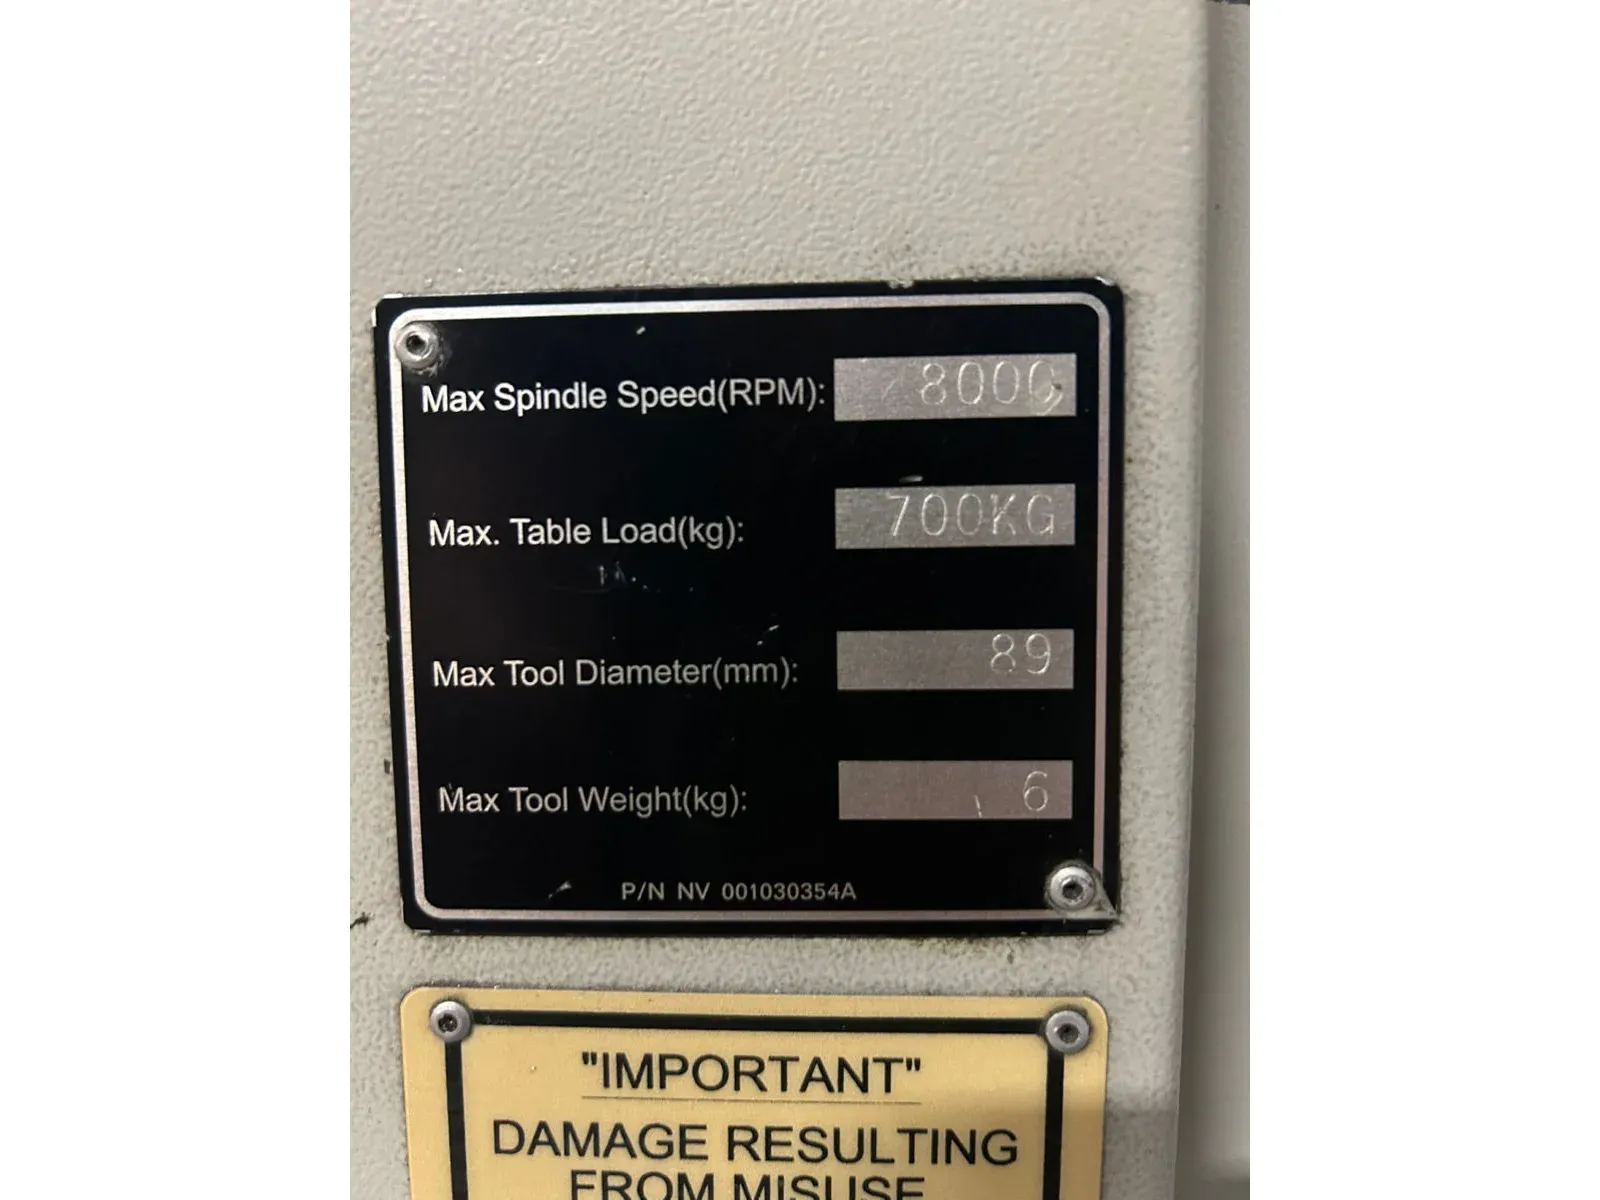 Max Spindle Speed(RPM): 8000
Max. Table Load(kg): 700KG
Max Tool Diameter(mm): 89
Max Tool Weight(kg): 6
P/N NV 001030354A
"IMPORTANT"
DAMAGE RESULTING
FROM MISUSE